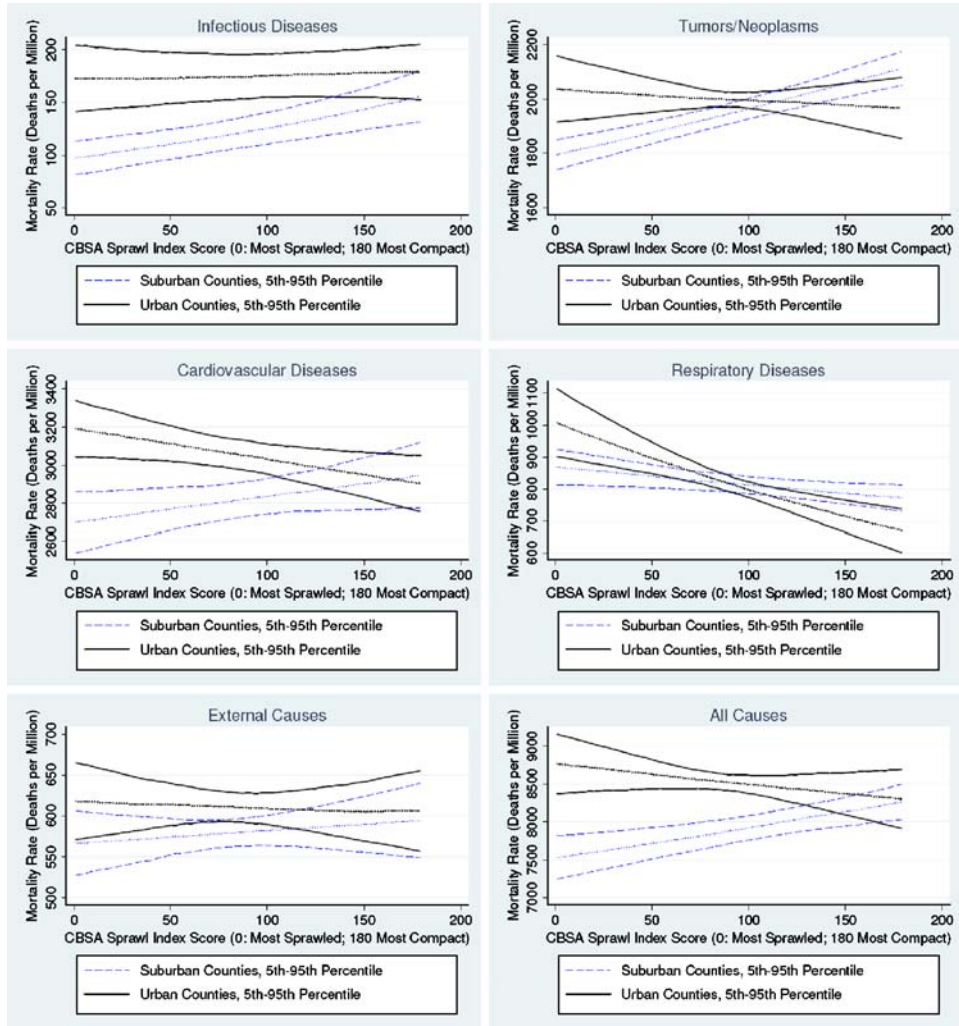 Infectious Diseases
Mortality Rate (Deaths per Million)
200
150
100
50
0 50 100 150 200
CBSA Sprawl Index Score (0: Most Sprawled; 180 Most Compact)
Suburban Counties, 5th-95th Percentile
Urban Counties, 5th-95th Percentile
Tumors/Neoplasms
Mortality Rate (Deaths per Million)
2200
2000
1800
1600
0 50 100 150 200
CBSA Sprawl Index Score (0: Most Sprawled; 180 Most Compact)
Suburban Counties, 5th-95th Percentile
Urban Counties, 5th-95th Percentile
Cardiovascular Diseases
Mortality Rate (Deaths per Million)
3400
3200
3000
2800
2600
0 50 100 150 200
CBSA Sprawl Index Score (0: Most Sprawled; 180 Most Compact)
Suburban Counties, 5th-95th Percentile
Urban Counties, 5th-95th Percentile
Respiratory Diseases
Mortality Rate (Deaths per Million)
1100
1000
900
800
700
600
0 50 100 150 200
CBSA Sprawl Index Score (0: Most Sprawled; 180 Most Compact)
Suburban Counties, 5th-95th Percentile
Urban Counties, 5th-95th Percentile
External Causes
Mortality Rate (Deaths per Million)
700
650
600
550
500
0 50 100 150 200
CBSA Sprawl Index Score (0: Most Sprawled; 180 Most Compact)
Suburban Counties, 5th-95th Percentile
Urban Counties, 5th-95th Percentile
All Causes
Mortality Rate (Deaths per Million)
9000
8500
8000
7500
7000
0 50 100 150 200
CBSA Sprawl Index Score (0: Most Sprawled; 180 Most Compact)
Suburban Counties, 5th-95th Percentile
Urban Counties, 5th-95th Percentile